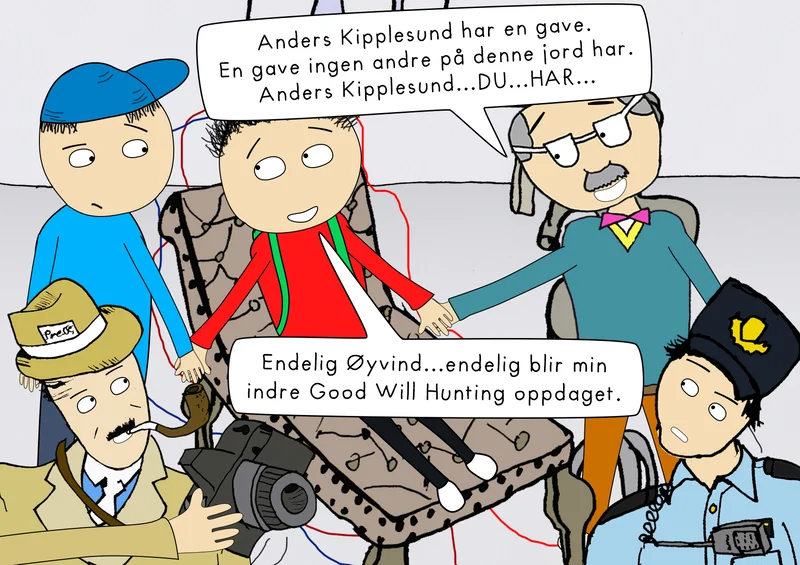 Anders Kipplesund har en gave.
En gave ingen andre på denne jord har.
Anders Kipplesund...DU...HAR...
Press
Endelig Øyvind...endelig blir min
indre Good Will Hunting oppdaget.